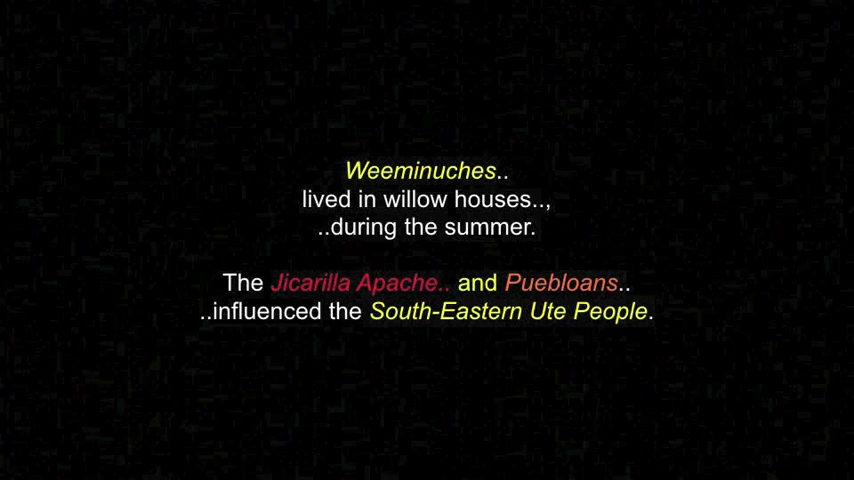 Weeminuches..
lived in willow houses..,
..during the summer.
The Jicarilla Apache.. and Puebloans..
..influenced the South-Eastern Ute People.